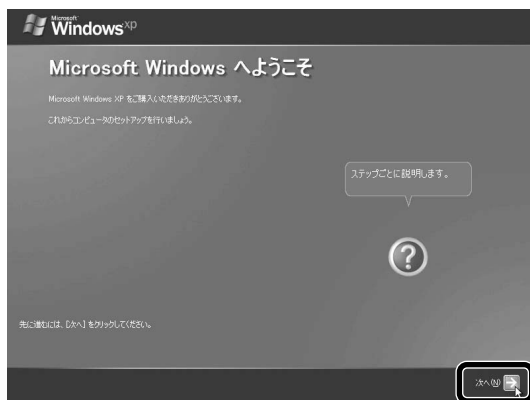 Microsoft
Windows xp
Microsoft Windows へようこそ
Microsoft Windows XP をご購入いただきありがとうございます。
これからコンピュータのセットアップを行いましょう。
ステップごとに説明します。
?
先に進むには、[次へ] をクリックしてください。
次へ(N)